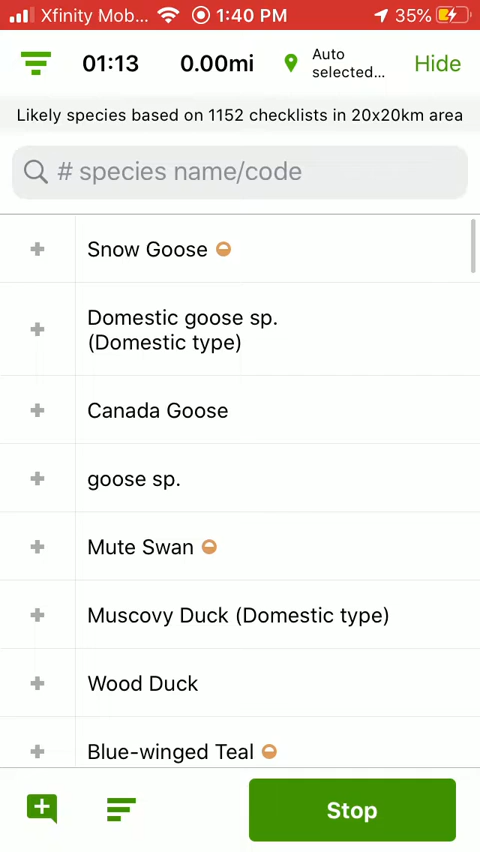 Xfinity Mob... 1:40 PM 35%
01:13 0.00mi Auto selected... Hide
Likely species based on 1152 checklists in 20x20km area
# species name/code
Snow Goose
Domestic goose sp.
(Domestic type)
Canada Goose
goose sp.
Mute Swan
Muscovy Duck (Domestic type)
Wood Duck
Blue-winged Teal
Stop